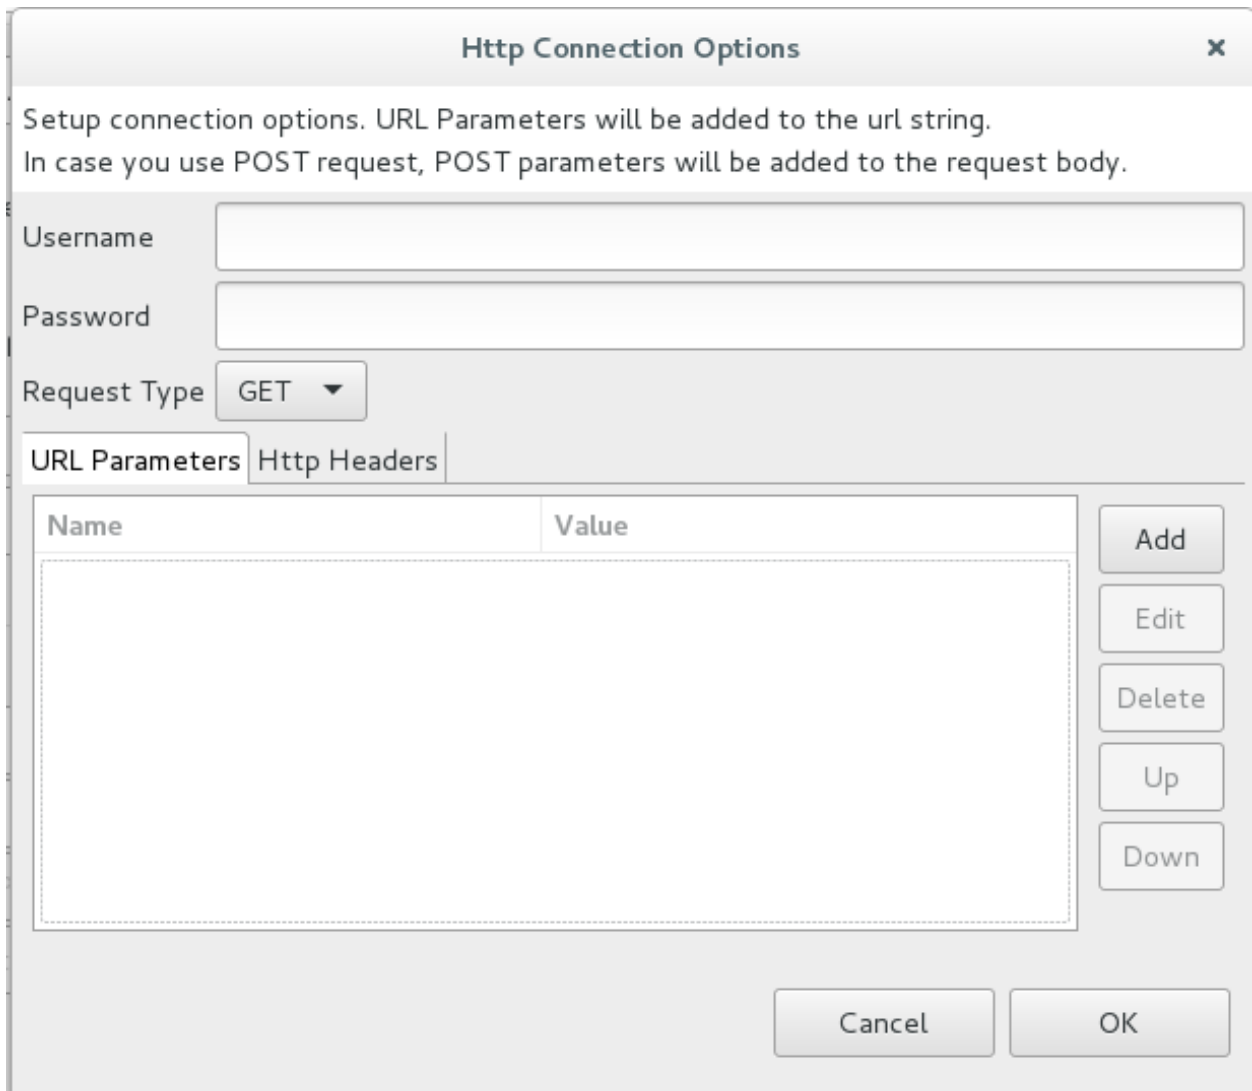 Http Connection Options
Setup connection options. URL Parameters will be added to the url string.
In case you use POST request, POST parameters will be added to the request body.
Username
Password
Request Type GET
URL Parameters Http Headers
Name Value
Add
Edit
Delete
Up
Down
Cancel OK